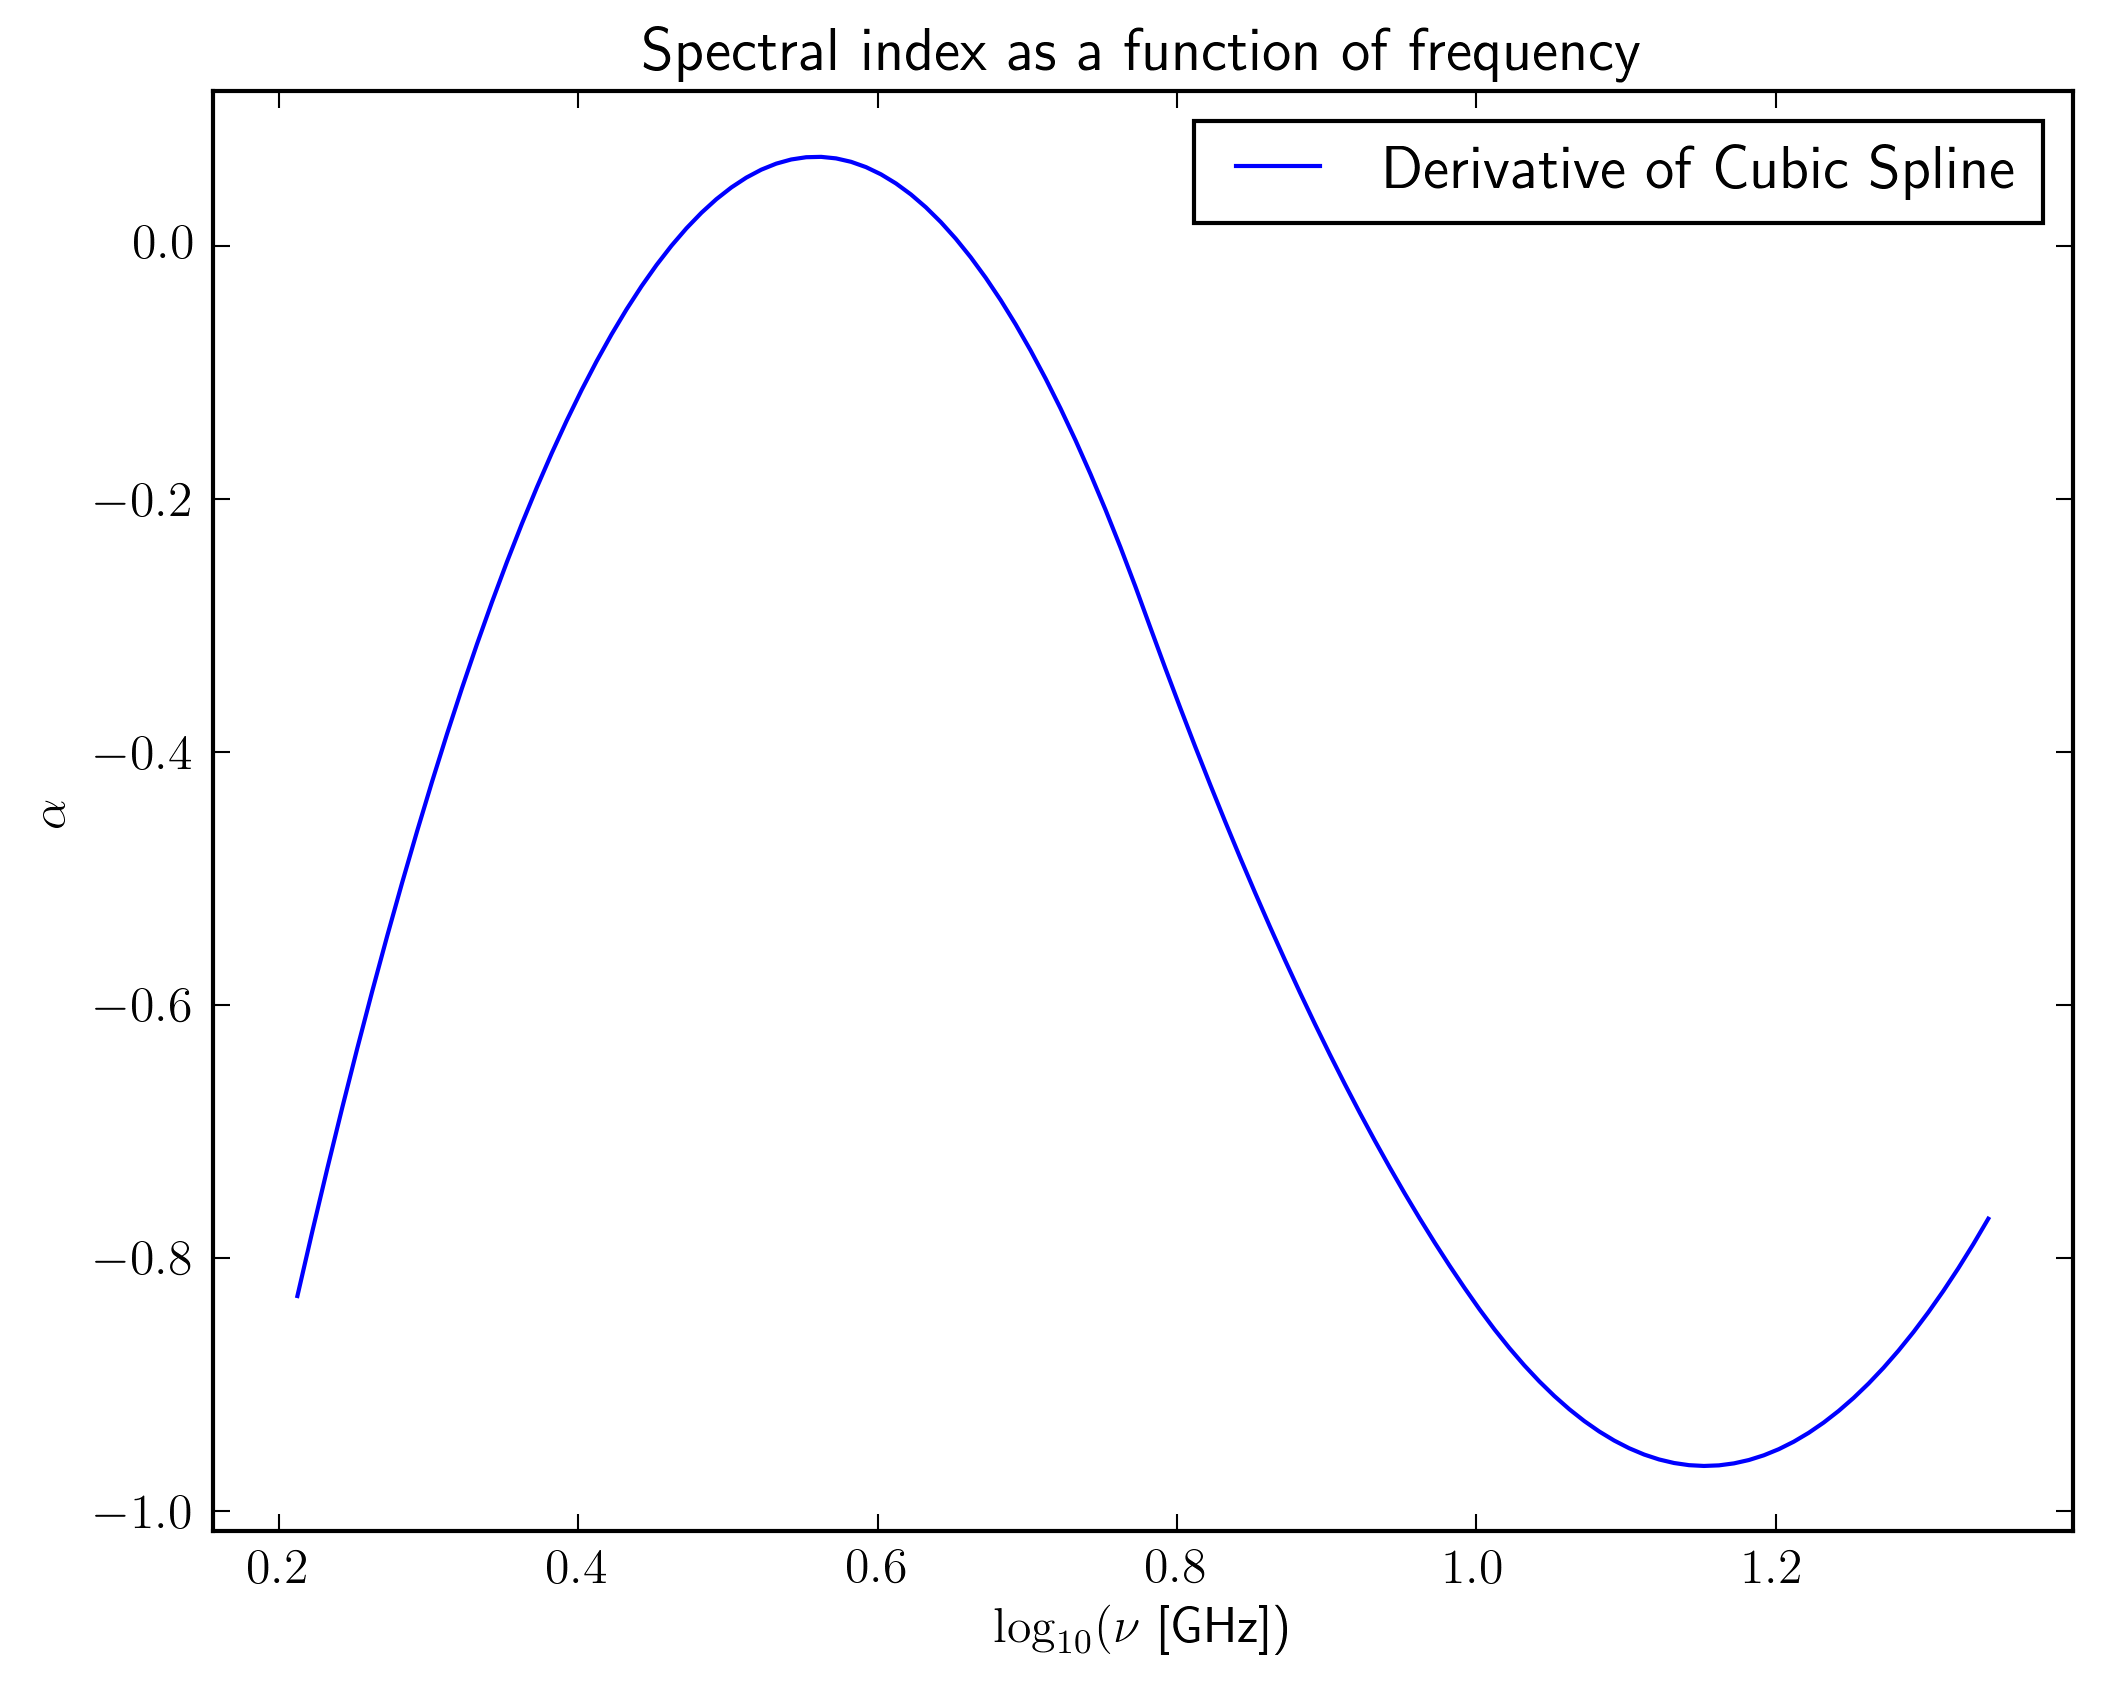 Spectral index as a function of frequency
Derivative of Cubic Spline
0.0
−0.2
−0.4
−0.6
−0.8
−1.0
α
0.2 0.4 0.6 0.8 1.0 1.2
log₁₀(ν [GHz])